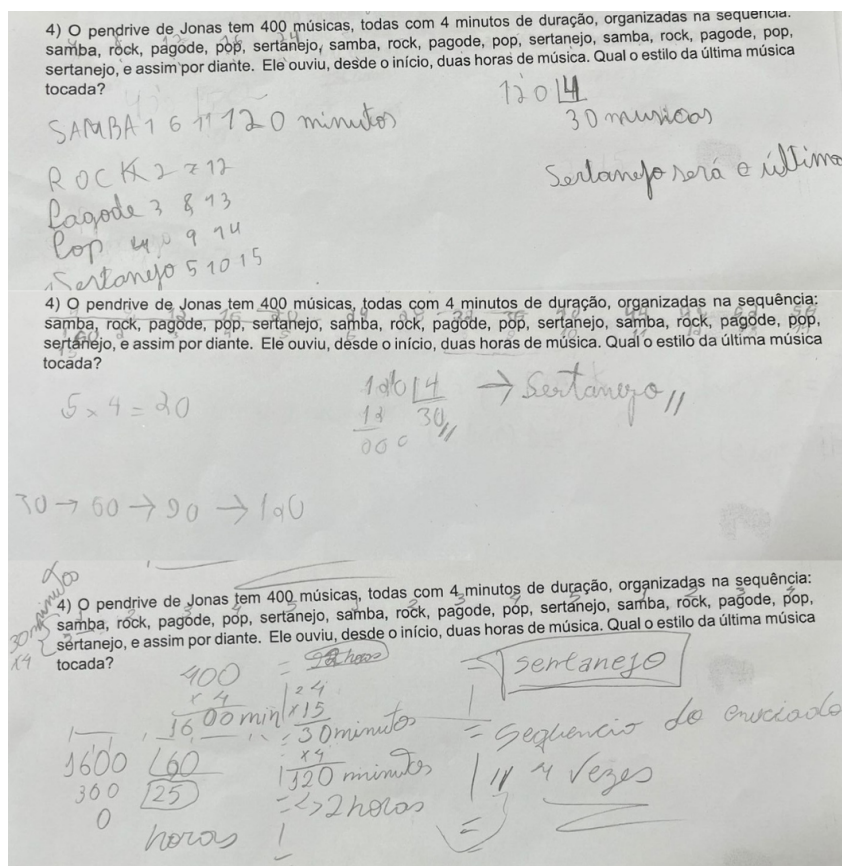 4) O pendrive de Jonas tem 400 músicas, todas com 4 minutos de duração, organizadas na sequência:
samba, rock, pagode, pop, sertanejo, samba, rock, pagode, pop, sertanejo, samba, rock, pagode, pop,
sertanejo, e assim por diante. Ele ouviu, desde o início, duas horas de música. Qual o estilo da última música
tocada?
120 4
SAMBA 1 6 11 120 minutos
30 musicas
ROCK 2 7 12
Sertanejo será o última
Pagode 3 8 13
Pop 4 9 14
Sertanejo 5 10 15
4) O pendrive de Jonas tem 400 músicas, todas com 4 minutos de duração, organizadas na sequência:
samba, rock, pagode, pop, sertanejo, samba, rock, pagode, pop, sertanejo, samba, rock, pagode, pop,
sertanejo, e assim por diante. Ele ouviu, desde o início, duas horas de música. Qual o estilo da última música
tocada?
120 4 → Sertanejo //
5 x 4 = 20
12 30 //
000
30 → 60 → 90 → 120
4) O pendrive de Jonas tem 400 músicas, todas com 4 minutos de duração, organizadas na sequência:
samba, rock, pagode, pop, sertanejo, samba, rock, pagode, pop, sertanejo, samba, rock, pagode, pop,
sertanejo, e assim por diante. Ele ouviu, desde o início, duas horas de música. Qual o estilo da última música
tocada?
30 minutos
x4
400 = horas = sertanejo
x 4 24
1600 min x15
30 minutos = sequencio do enuciado
1600 60 x4
120 minutos // 4 vezes
360 25 = 2 horas
0
horas